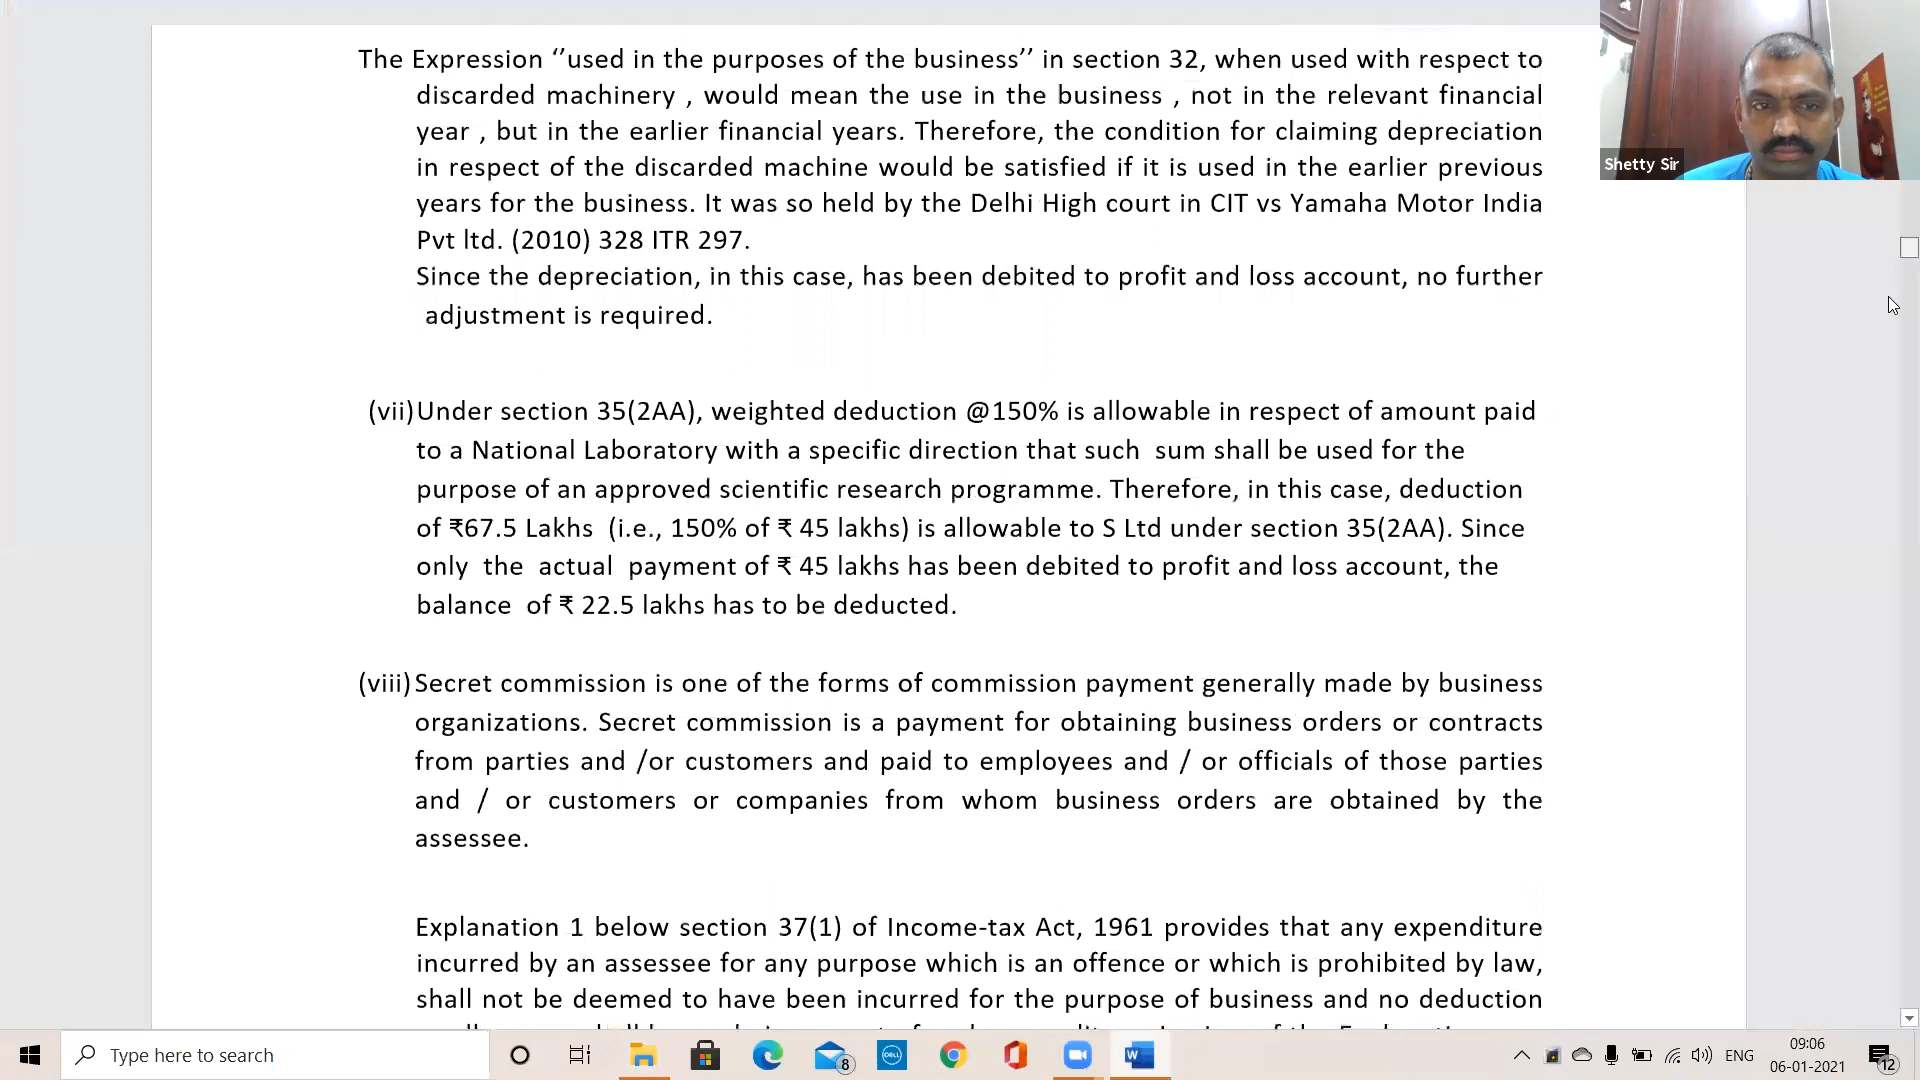 The Expression ‘’used in the purposes of the business’’ in section 32, when used with respect to
discarded machinery , would mean the use in the business , not in the relevant financial
year , but in the earlier financial years. Therefore, the condition for claiming depreciation
in respect of the discarded machine would be satisfied if it is used in the earlier previous
years for the business. It was so held by the Delhi High court in CIT vs Yamaha Motor India
Pvt ltd. (2010) 328 ITR 297.
Since the depreciation, in this case, has been debited to profit and loss account, no further
adjustment is required.
Shetty Sir
(vii) Under section 35(2AA), weighted deduction @150% is allowable in respect of amount paid
to a National Laboratory with a specific direction that such sum shall be used for the
purpose of an approved scientific research programme. Therefore, in this case, deduction
of ₹67.5 Lakhs (i.e., 150% of ₹ 45 lakhs) is allowable to S Ltd under section 35(2AA). Since
only the actual payment of ₹ 45 lakhs has been debited to profit and loss account, the
balance of ₹ 22.5 lakhs has to be deducted.
(viii) Secret commission is one of the forms of commission payment generally made by business
organizations. Secret commission is a payment for obtaining business orders or contracts
from parties and /or customers and paid to employees and / or officials of those parties
and / or customers or companies from whom business orders are obtained by the
assessee.
Explanation 1 below section 37(1) of Income-tax Act, 1961 provides that any expenditure
incurred by an assessee for any purpose which is an offence or which is prohibited by law,
shall not be deemed to have been incurred for the purpose of business and no deduction
Type here to search
8
DELL
W
ENG
09:06
06-01-2021
12